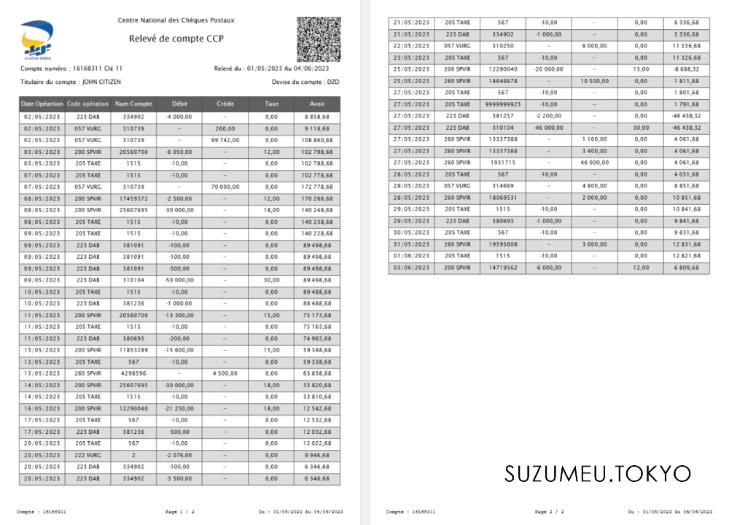 Centre National des Chèques Postaux
Relevé de compte CCP
Compte numéro : 16168311 Clé 11
Relevé du : 01/05/2023 Au 04/06/2023
Titulaire du compte : JOHN CITIZEN
Devise du compte : DZD
Date Opération Code opération Num Compte Débit Crédit Taxe Avoir
02/05/2023 223 DAB 334902 -4 000,00 -- 0,00 8 858,68
02/05/2023 057 VURG 310739 -- 260,00 0,00 9 118,68
02/05/2023 057 VURG 310739 -- 99 742,00 0,00 108 860,68
03/05/2023 200 SPVIR 20560700 -6 050,00 -- 12,00 102 798,68
03/05/2023 205 TAXE 1515 -10,00 -- 0,00 102 788,68
07/05/2023 205 TAXE 1515 -10,00 -- 0,00 102 778,68
07/05/2023 057 VURG 310739 -- 70 000,00 0,00 172 778,68
08/05/2023 200 SPVIR 17459372 -2 500,00 -- 12,00 170 266,68
08/05/2023 200 SPVIR 25607695 -30 000,00 -- 18,00 140 248,68
08/05/2023 205 TAXE 1515 -10,00 -- 0,00 140 238,68
09/05/2023 205 TAXE 1515 -10,00 -- 0,00 140 228,68
09/05/2023 223 DAB 381091 -100,00 -- 0,00 89 498,68
09/05/2023 223 DAB 381091 -100,00 -- 0,00 89 498,68
09/05/2023 223 DAB 381091 -500,00 -- 0,00 89 498,68
09/05/2023 223 DAB 310104 -50 000,00 -- 30,00 89 498,68
10/05/2023 205 TAXE 1515 -10,00 -- 0,00 89 488,68
10/05/2023 223 DAB 381236 -1 000,00 -- 0,00 88 488,68
11/05/2023 200 SPVIR 20560700 -13 300,00 -- 15,00 75 173,68
11/05/2023 205 TAXE 1515 -10,00 -- 0,00 75 163,68
11/05/2023 223 DAB 380695 -200,00 -- 0,00 74 963,68
13/05/2023 200 SPVIR 11853289 -15 600,00 -- 15,00 59 348,68
13/05/2023 205 TAXE 567 -10,00 -- 0,00 59 338,68
13/05/2023 260 SPVIR 4298596 -- 4 500,00 0,00 63 838,68
14/05/2023 200 SPVIR 25607695 -30 000,00 -- 18,00 33 820,68
14/05/2023 205 TAXE 1515 -10,00 -- 0,00 33 810,68
16/05/2023 200 SPVIR 12290040 -21 250,00 -- 18,00 12 542,68
17/05/2023 205 TAXE 567 -10,00 -- 0,00 12 532,68
17/05/2023 223 DAB 381236 -500,00 -- 0,00 12 032,68
20/05/2023 205 TAXE 567 -10,00 -- 0,00 12 022,68
20/05/2023 222 VURG 2 -2 076,00 -- 0,00 9 946,68
20/05/2023 223 DAB 334902 -100,00 -- 0,00 6 346,68
20/05/2023 223 DAB 334902 -3 500,00 -- 0,00 6 346,68
Compte : 16168311 Page 1 / 2 Du : 01/05/2023 Au 04/06/2023
21/05/2023 205 TAXE 567 -10,00 -- 0,00 6 336,68
21/05/2023 223 DAB 334902 -1 000,00 -- 0,00 5 336,68
22/05/2023 057 VURG 310250 -- 6 000,00 0,00 11 336,68
23/05/2023 205 TAXE 567 -10,00 -- 0,00 11 326,68
25/05/2023 200 SPVIR 12290040 -20 000,00 -- 15,00 -8 688,32
25/05/2023 260 SPVIR 14646678 -- 10 500,00 0,00 1 811,68
27/05/2023 205 TAXE 567 -10,00 -- 0,00 1 801,68
27/05/2023 205 TAXE 9999999923 -10,00 -- 0,00 1 791,68
27/05/2023 223 DAB 381257 -2 200,00 -- 0,00 -46 438,32
27/05/2023 223 DAB 310104 -46 000,00 -- 30,00 -46 438,32
27/05/2023 260 SPVIR 13337388 -- 1 100,00 0,00 4 061,68
27/05/2023 260 SPVIR 13337388 -- 3 400,00 0,00 4 061,68
27/05/2023 260 SPVIR 1931715 -- 46 000,00 0,00 4 061,68
28/05/2023 205 TAXE 567 -10,00 -- 0,00 4 051,68
28/05/2023 057 VURG 314669 -- 4 800,00 0,00 8 851,68
28/05/2023 260 SPVIR 18069531 -- 2 000,00 0,00 10 851,68
29/05/2023 205 TAXE 1515 -10,00 -- 0,00 10 841,68
29/05/2023 223 DAB 380695 -1 000,00 -- 0,00 9 841,68
30/05/2023 205 TAXE 567 -10,00 -- 0,00 9 831,68
31/05/2023 260 SPVIR 19595608 -- 3 000,00 0,00 12 831,68
01/06/2023 205 TAXE 1515 -10,00 -- 0,00 12 821,68
03/06/2023 200 SPVIR 14719562 -6 000,00 -- 12,00 6 809,68
SUZUMEU.TOKYO
Compte : 16168311 Page 2 / 2 Du : 01/05/2023 Au 04/06/2023